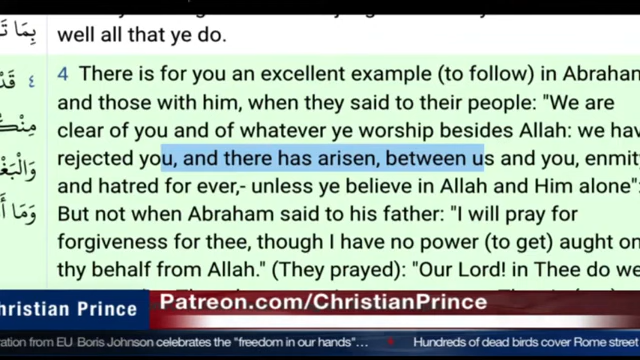 well all that ye do.
بِمَا
٤
4 There is for you an excellent example (to follow) in Abraham
and those with him, when they said to their people: "We are
clear of you and of whatever ye worship besides Allah: we hav
rejected you, and there has arisen, between us and you, enmity
and hatred for ever,- unless ye believe in Allah and Him alone":
But not when Abraham said to his father: "I will pray for
forgiveness for thee, though I have no power (to get) aught on
thy behalf from Allah." (They prayed): "Our Lord! in Thee do we
Christian Prince
Patreon.com/ChristianPrince
ration from EU Boris Johnson celebrates the "freedom in our hands"... Hundreds of dead birds cover Rome street